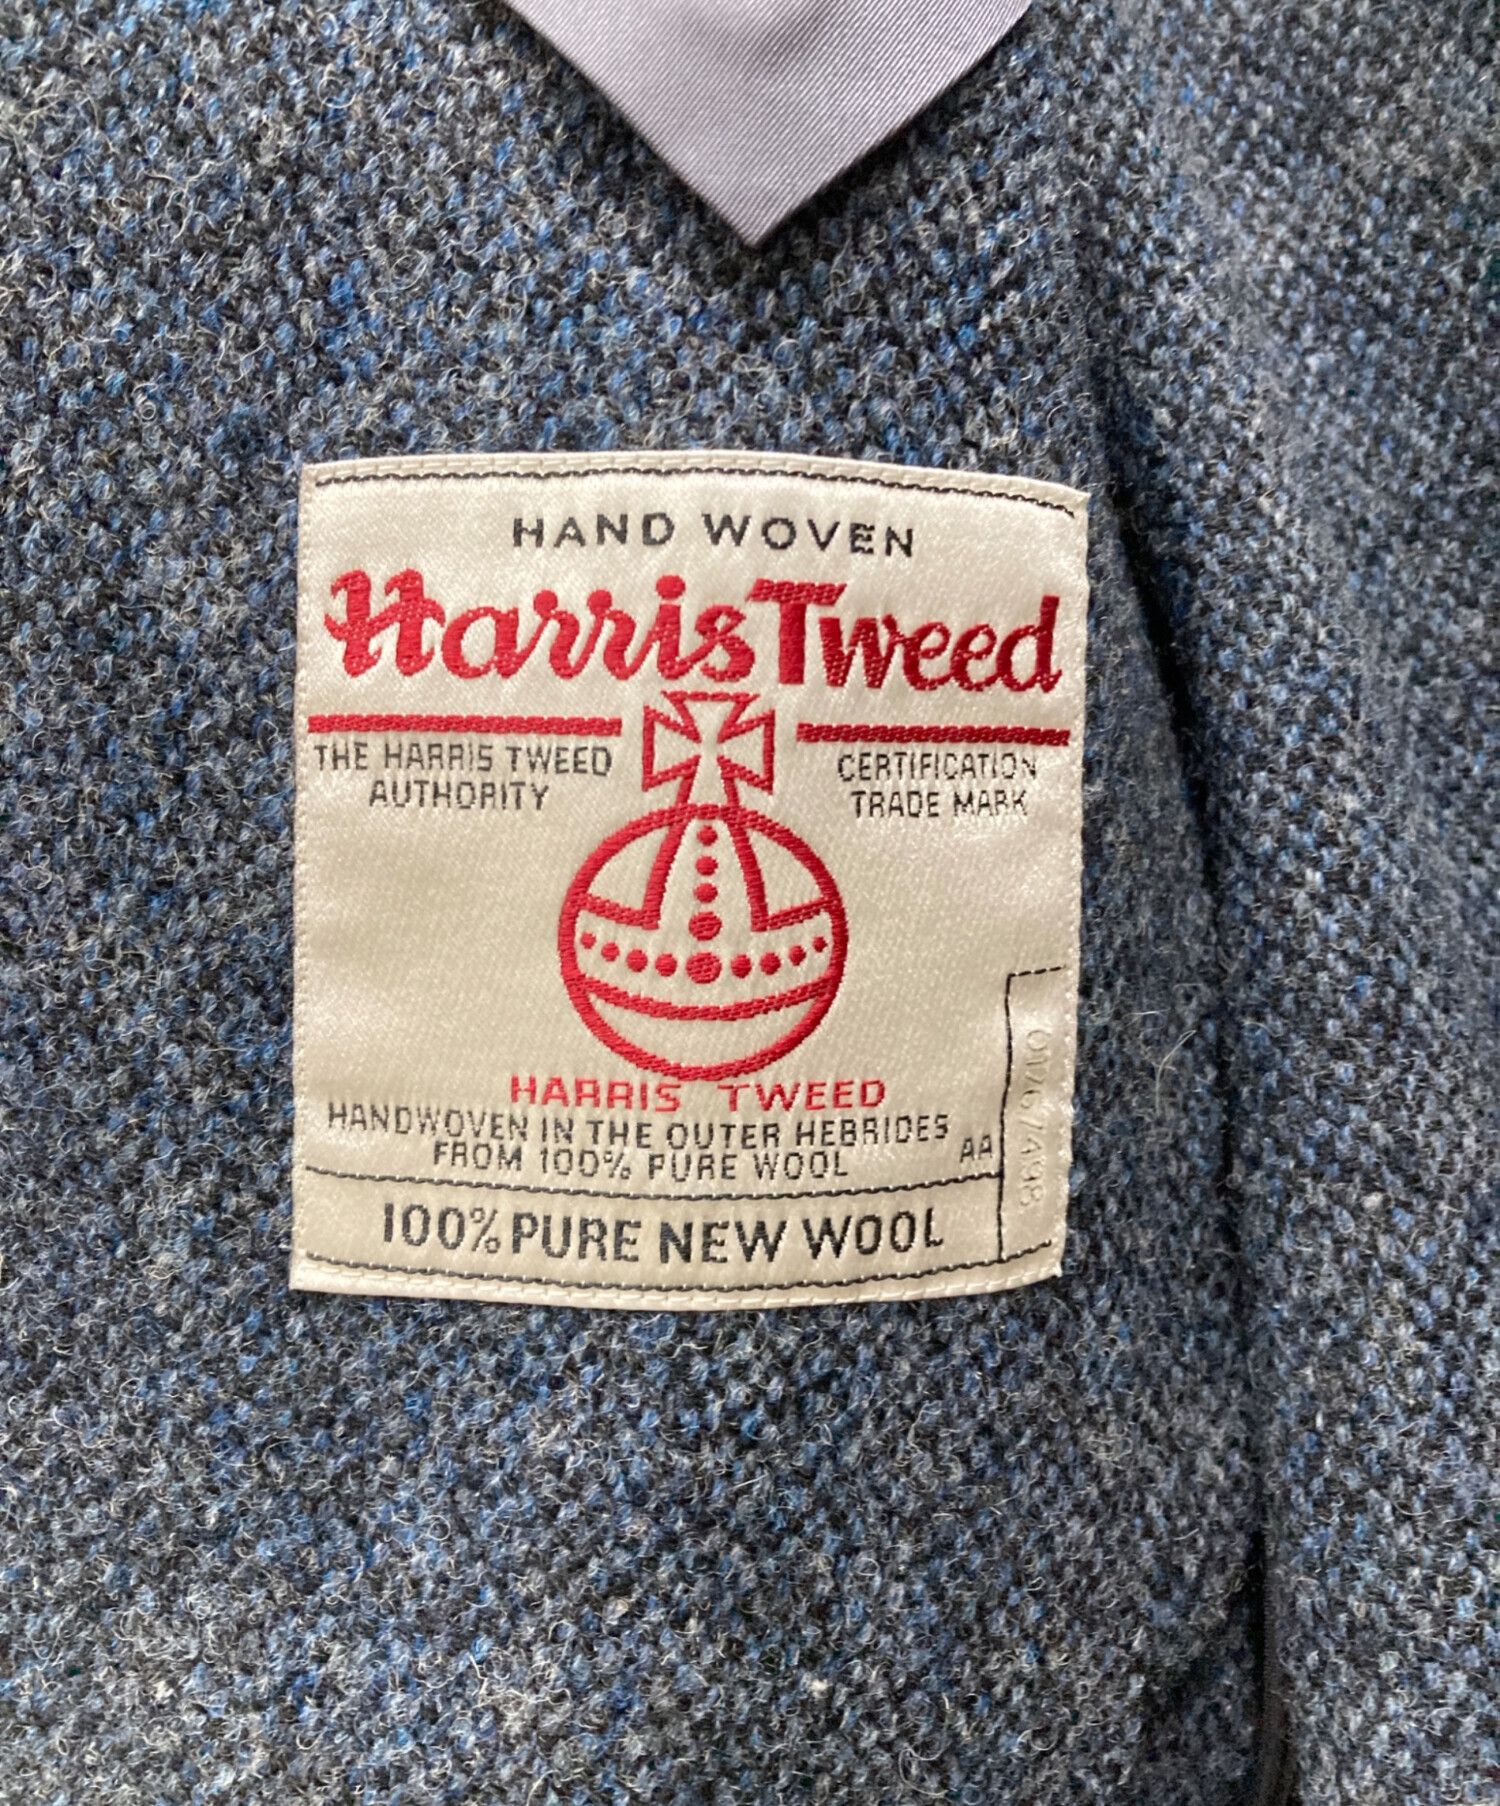 HAND WOVEN
Harris Tweed
THE HARRIS TWEED
AUTHORITY
CERTIFICATION
TRADE MARK
HARRIS TWEED
HANDWOVEN IN THE OUTER HEBRIDES
FROM 100% PURE WOOL
AA
100% PURE NEW WOOL